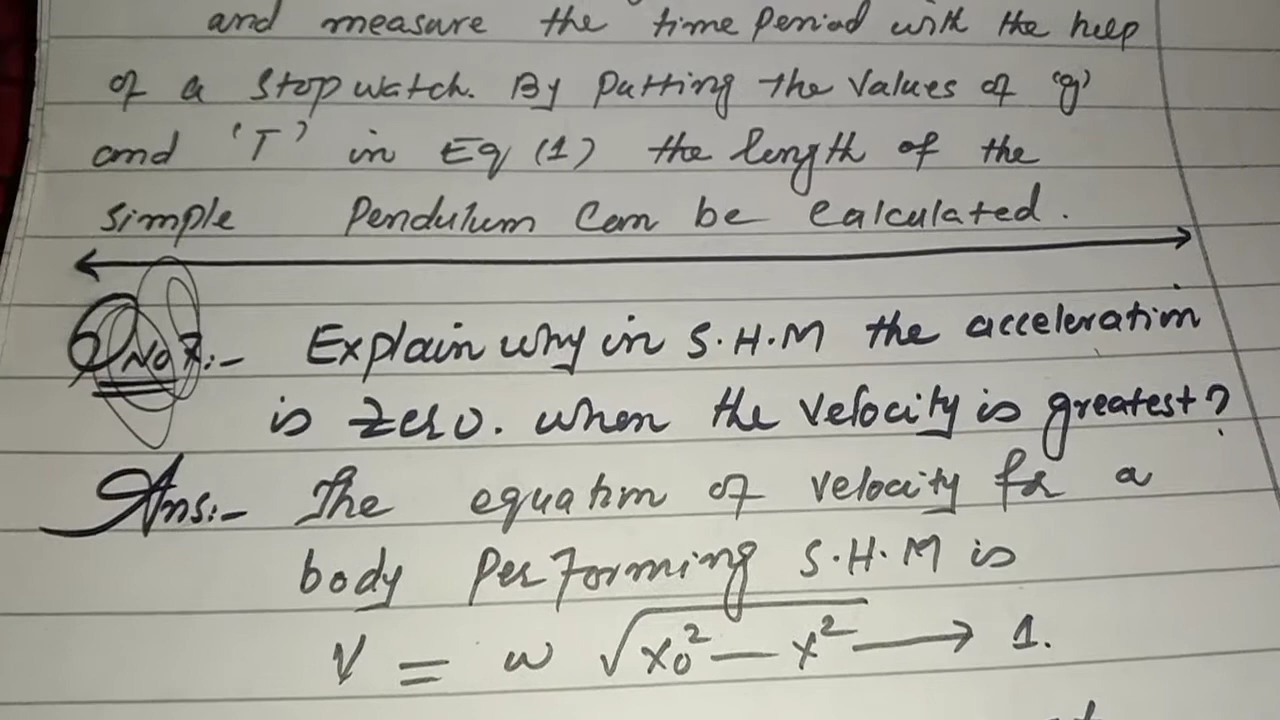 and measure the time period with the help
of a stop watch. By putting the values of 'g'
and 'T' in Eq (1) the length of the
simple Pendulum can be calculated.
Q No 7:- Explain why in S.H.M the acceleration
is zero. when the velocity is greatest?
Ans:- The equation of velocity for a
body performing S.H.M is
V = w √x₀² — x² → 1.